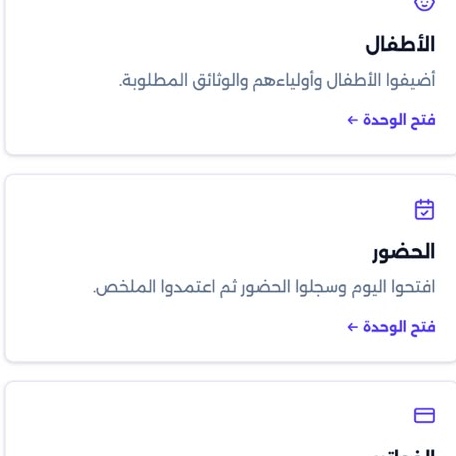 الأطفال
أضيفوا الأطفال وأولياءهم والوثائق المطلوبة.
فتح الوحدة ←
الحضور
افتحوا اليوم وسجلوا الحضور ثم اعتمدوا الملخص.
فتح الوحدة ←